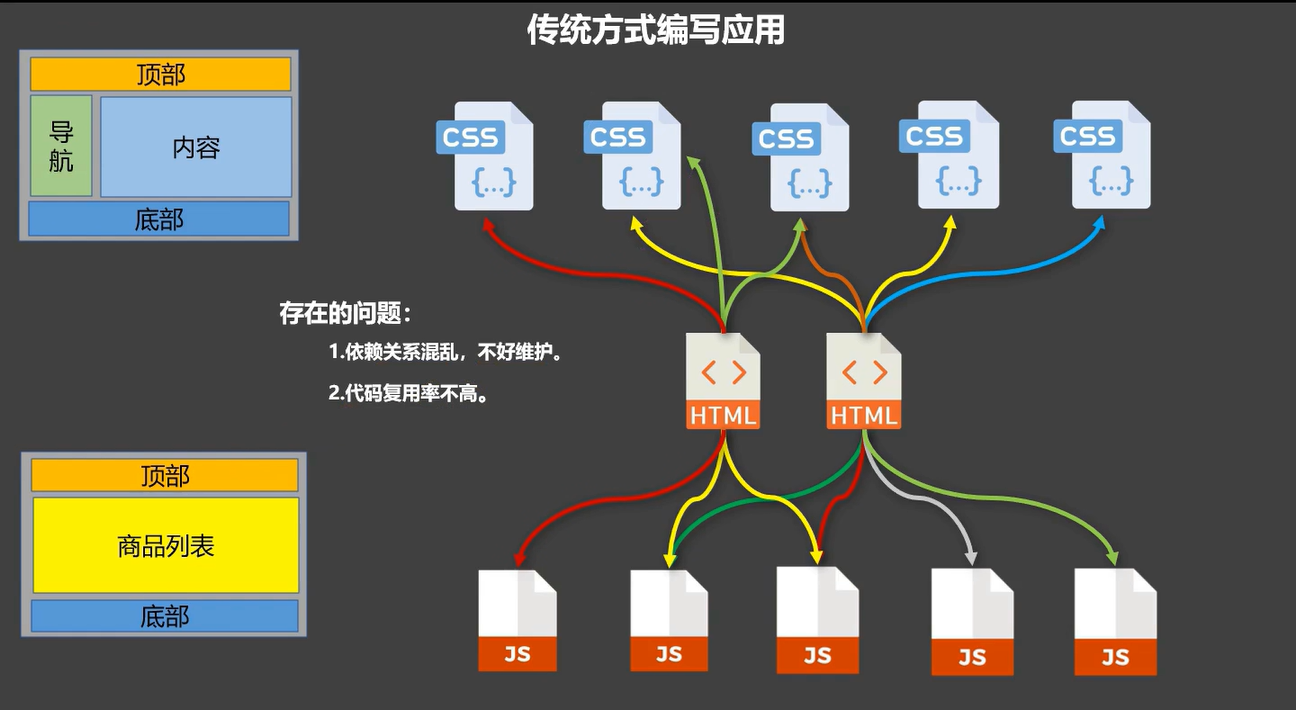 传统方式编写应用
顶部
导航
内容
底部
CSS
{...}
CSS
{...}
CSS
{...}
CSS
{...}
CSS
{...}
存在的问题：
1.依赖关系混乱，不好维护。
2.代码复用率不高。
< >
HTML
< >
HTML
顶部
商品列表
底部
JS
JS
JS
JS
JS